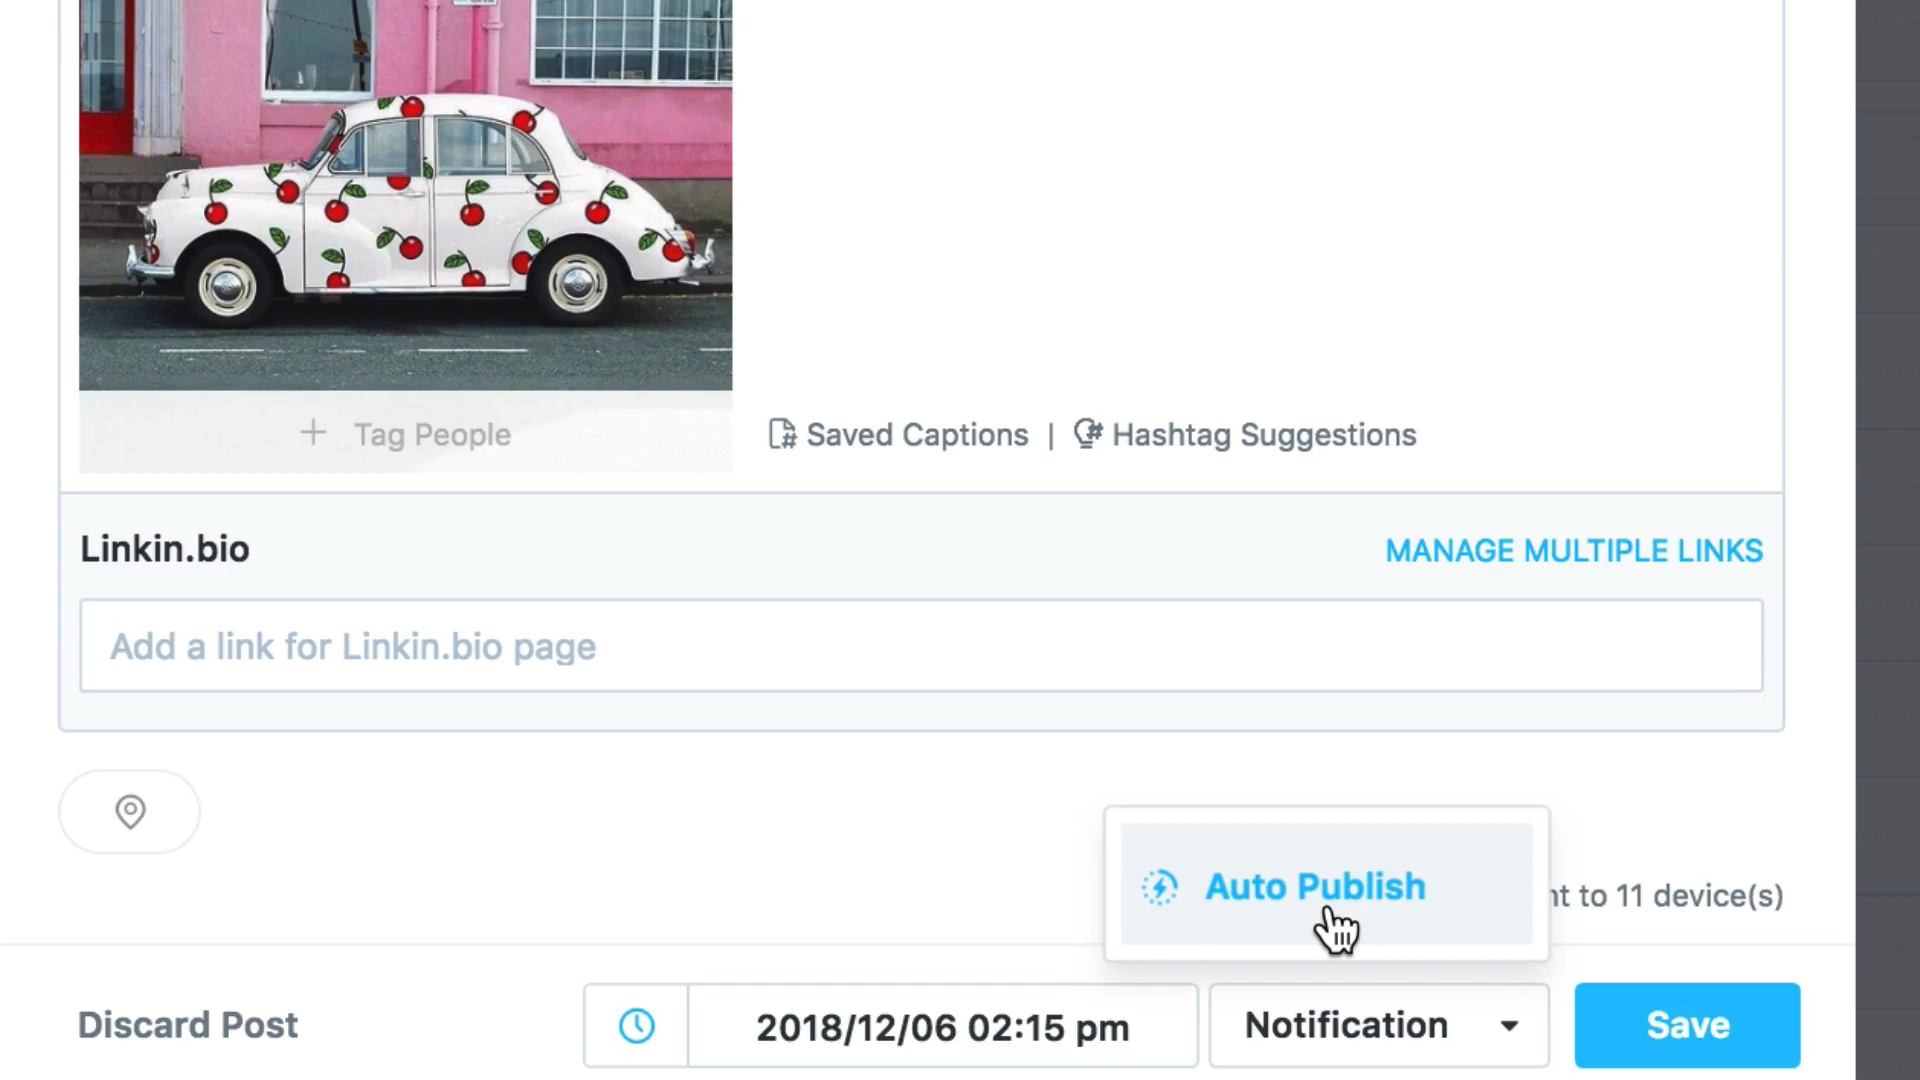 + Tag People
Saved Captions | Hashtag Suggestions
Linkin.bio
MANAGE MULTIPLE LINKS
Add a link for Linkin.bio page
Auto Publish
to 11 device(s)
Discard Post
2018/12/06 02:15 pm
Notification
Save